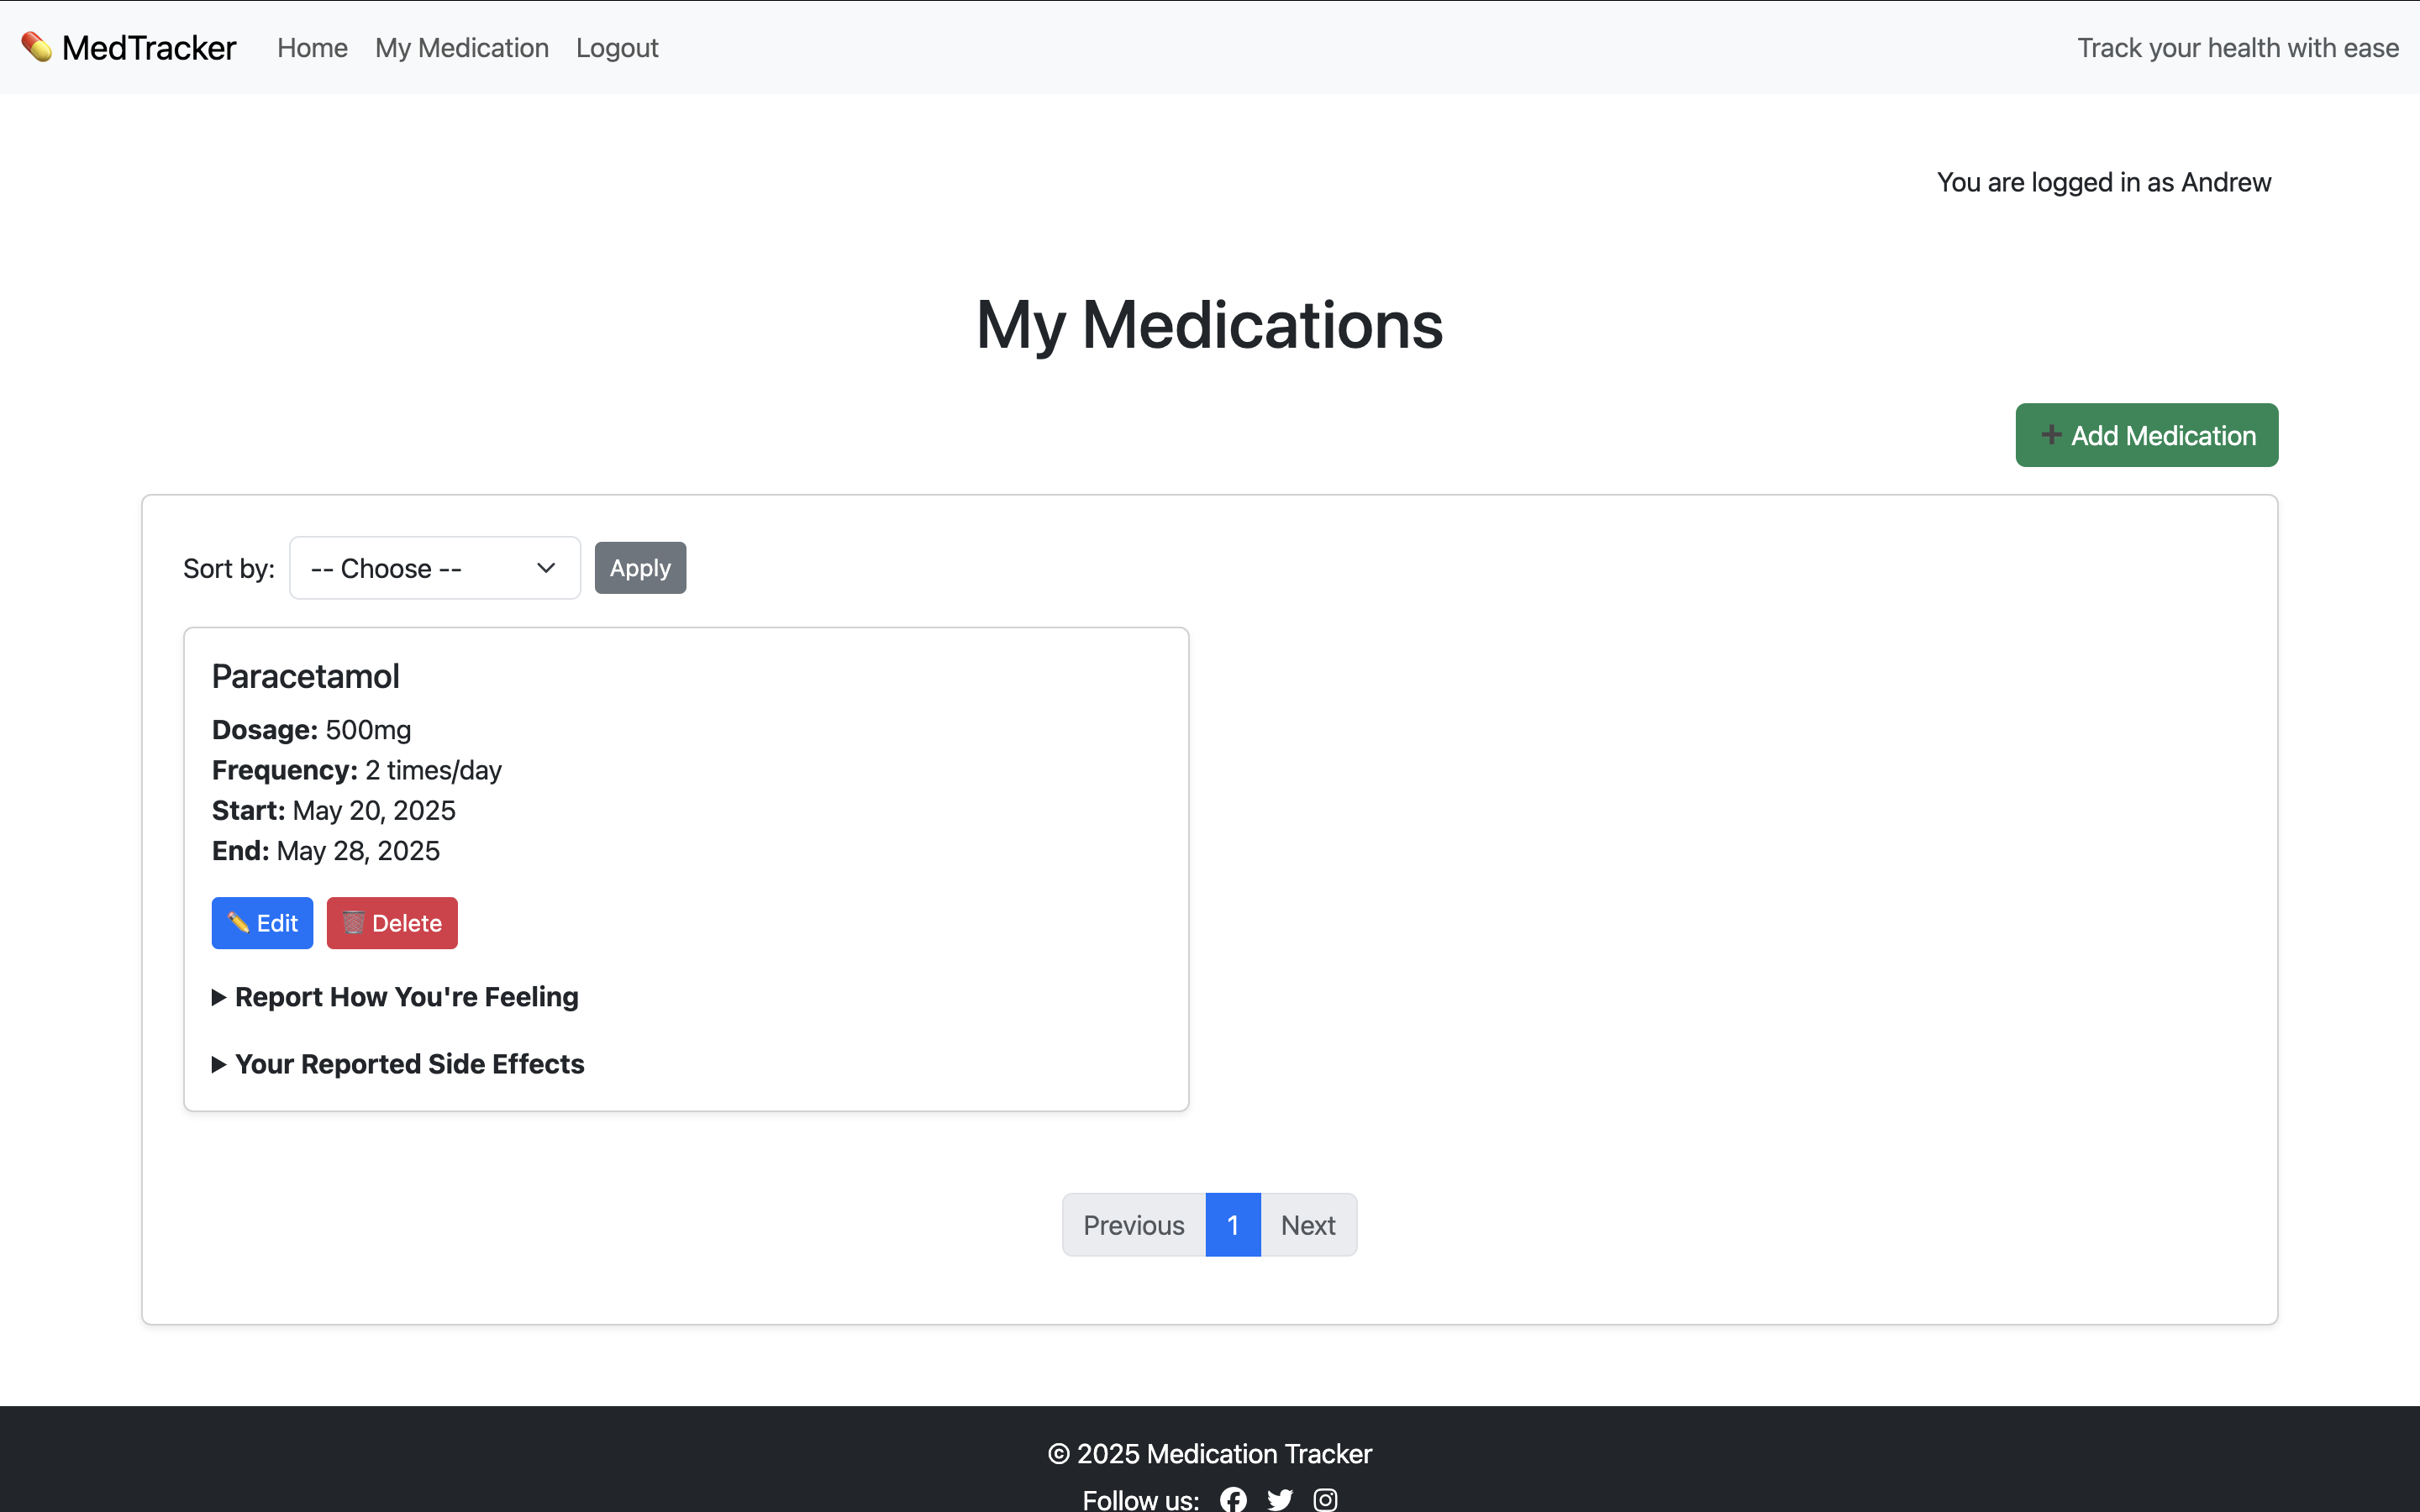 💊 MedTracker Home My Medication Logout Track your health with ease
You are logged in as Andrew
My Medications
➕ Add Medication
Sort by: -- Choose -- Apply
Paracetamol
Dosage: 500mg
Frequency: 2 times/day
Start: May 20, 2025
End: May 28, 2025
✏️ Edit 🗑️ Delete
▶ Report How You're Feeling
▶ Your Reported Side Effects
Previous 1 Next
© 2025 Medication Tracker
Follow us: